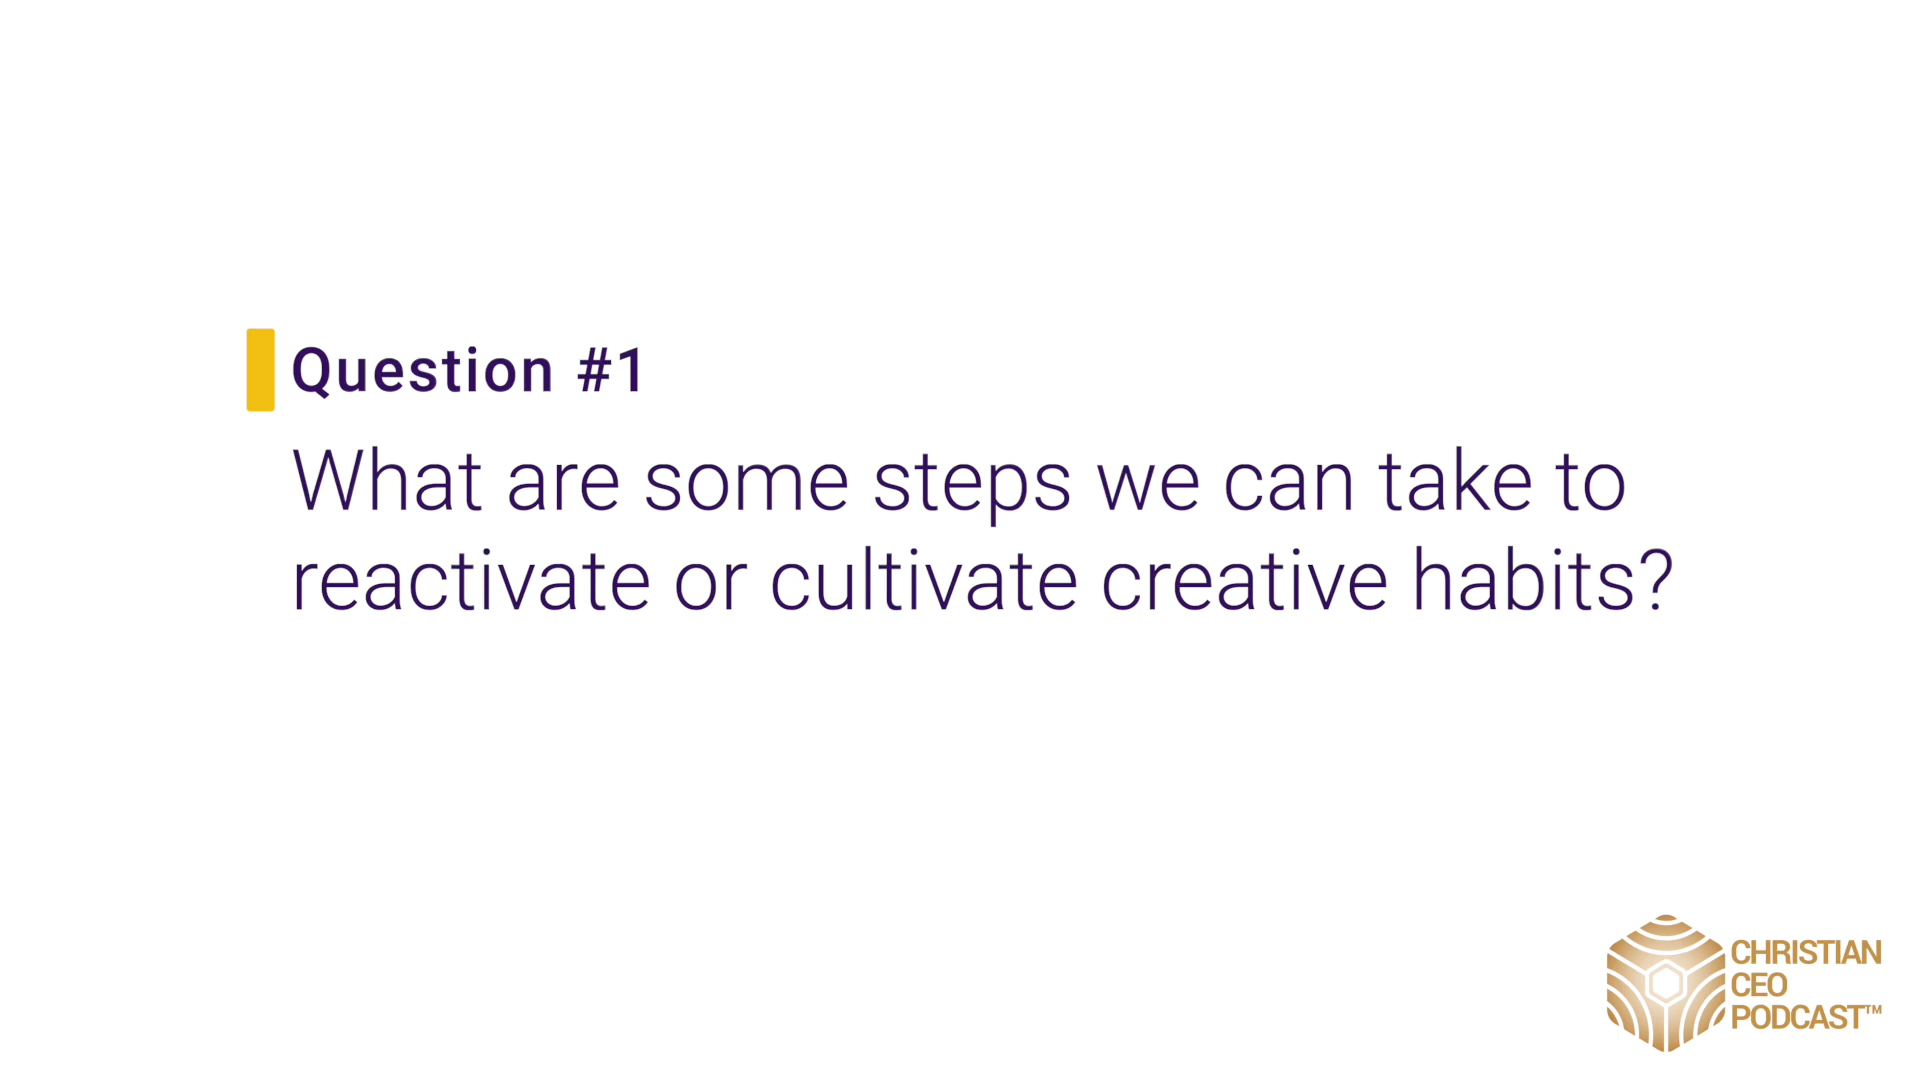 Question #1
What are some steps we can take to
reactivate or cultivate creative habits?
CHRISTIAN
CEO
PODCAST™